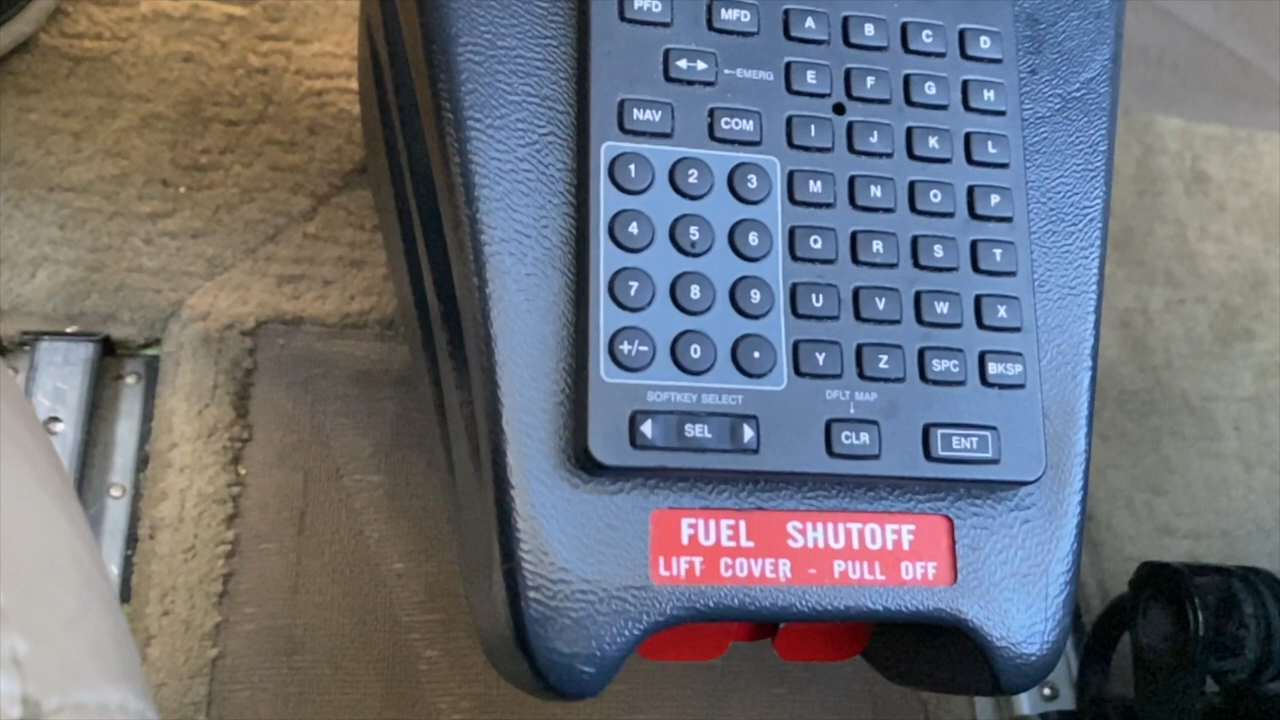 PFD MFD A B C D
↔ ←EMERG E F G H
NAV COM I J K L
1 2 3 M N O P
4 5 6 Q R S T
7 8 9 U V W X
+/− 0 • Y Z SPC BKSP
SOFTKEY SELECT DFLT MAP
SEL CLR ENT
FUEL SHUTOFF
LIFT COVER - PULL OFF